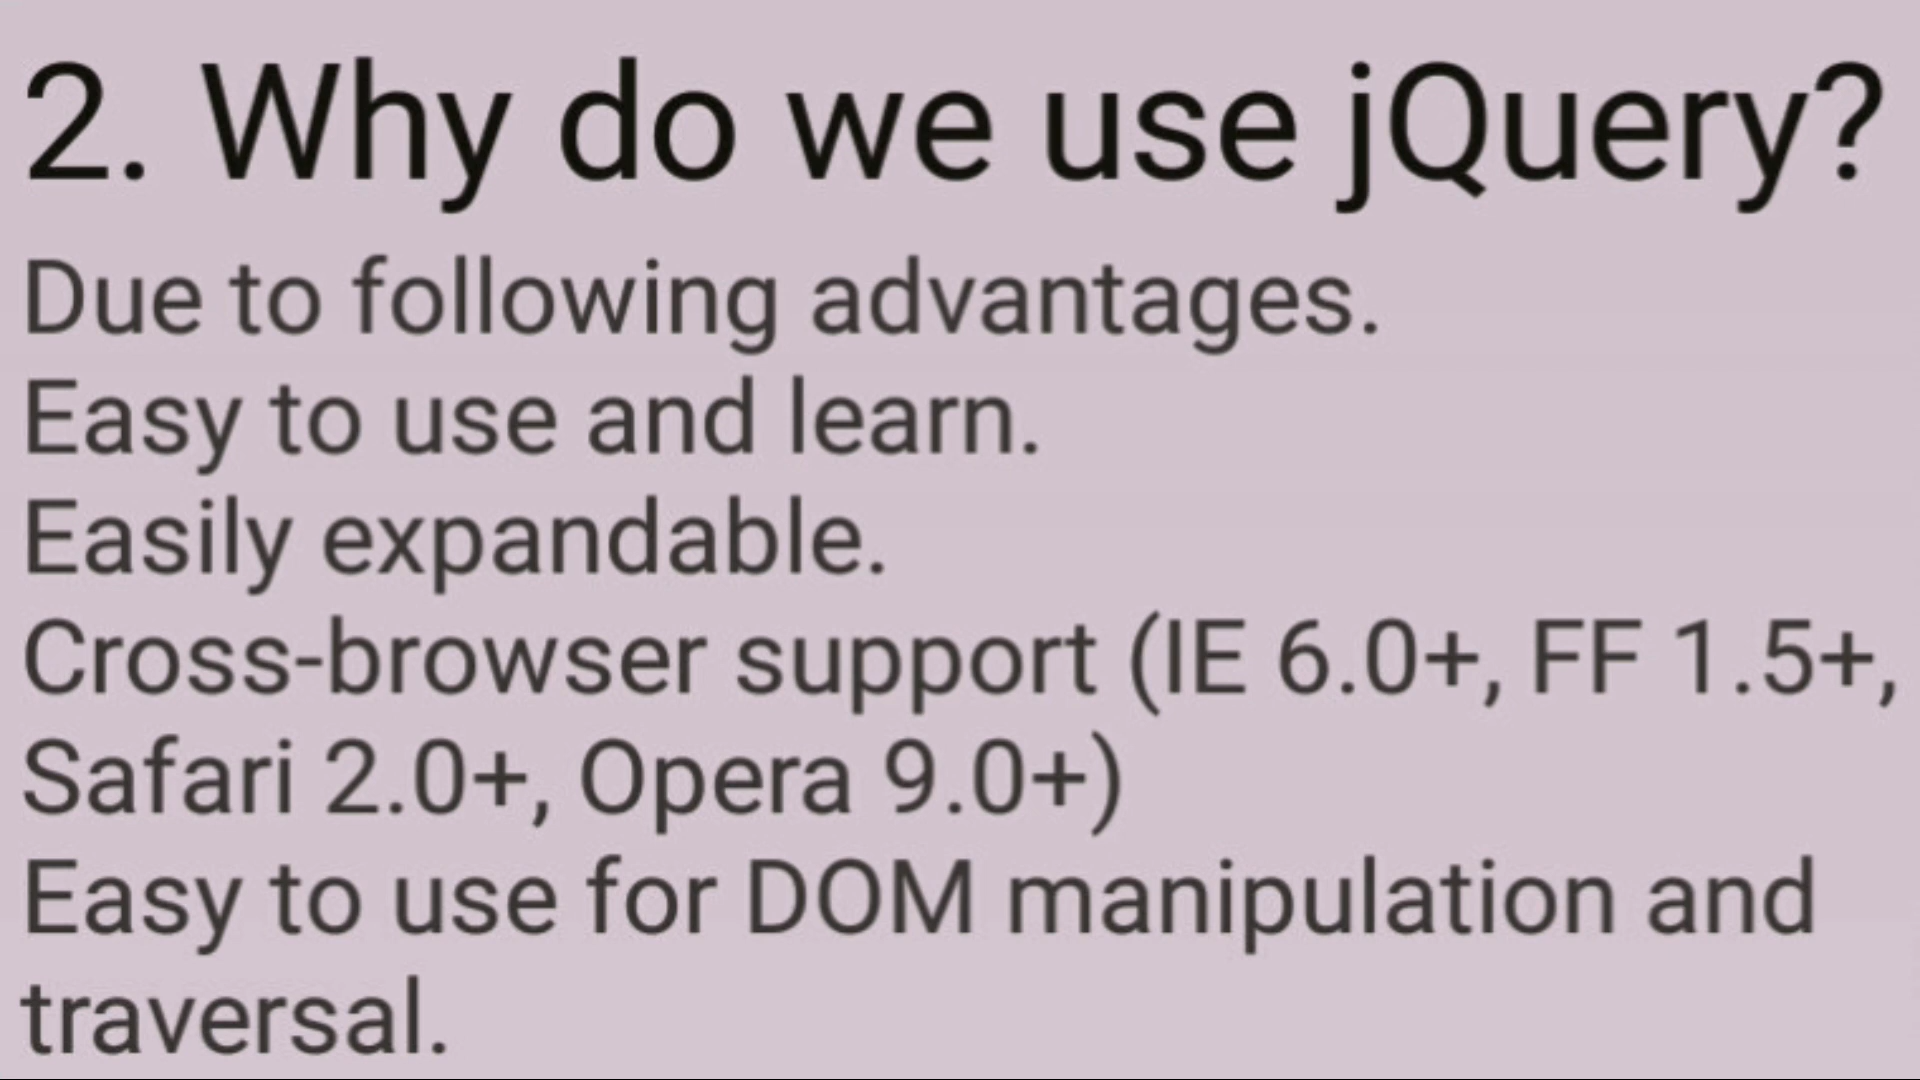 2. Why do we use jQuery?
Due to following advantages.
Easy to use and learn.
Easily expandable.
Cross-browser support (IE 6.0+, FF 1.5+,
Safari 2.0+, Opera 9.0+)
Easy to use for DOM manipulation and
traversal.